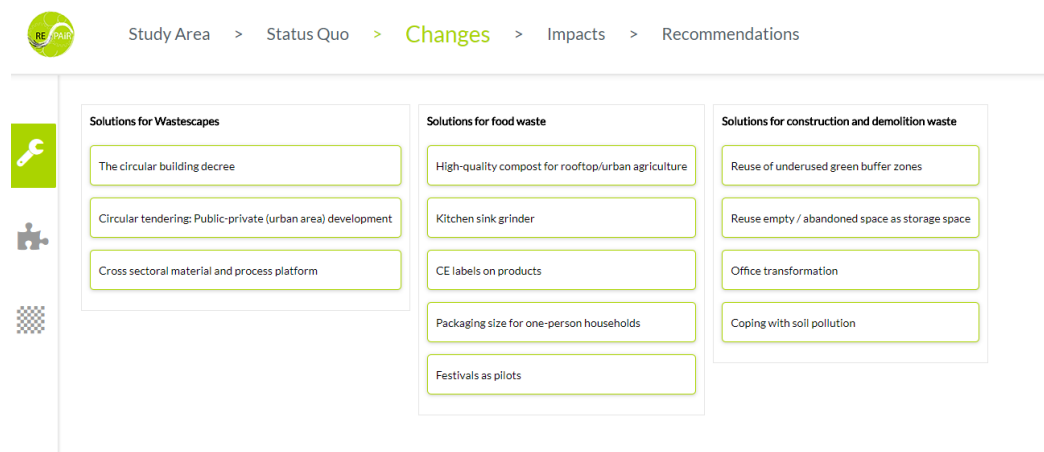 RE PAIR
Study Area > Status Quo > Changes > Impacts > Recommendations
Solutions for Wastescapes
The circular building decree
Circular tendering: Public-private (urban area) development
Cross sectoral material and process platform
Solutions for food waste
High-quality compost for rooftop/urban agriculture
Kitchen sink grinder
CE labels on products
Packaging size for one-person households
Festivals as pilots
Solutions for construction and demolition waste
Reuse of underused green buffer zones
Reuse empty / abandoned space as storage space
Office transformation
Coping with soil pollution